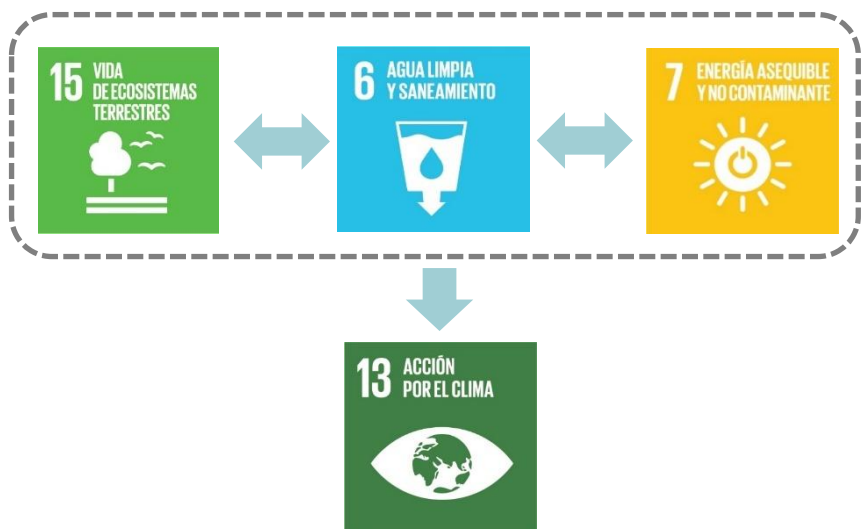 15 VIDA
DE ECOSISTEMAS
TERRESTRES
6 AGUA LIMPIA
Y SANEAMIENTO
7 ENERGÍA ASEQUIBLE
Y NO CONTAMINANTE
13 ACCIÓN
POR EL CLIMA